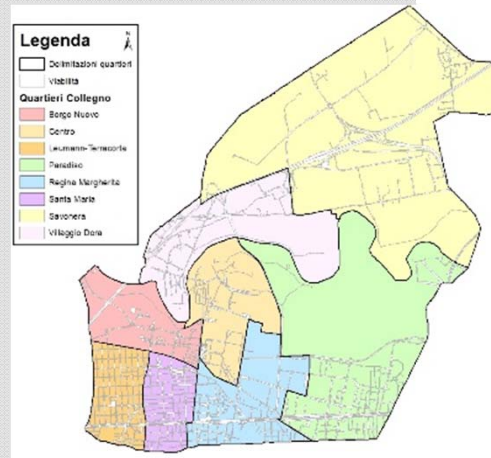 Legenda
N
Delimitazioni quartieri
Viabilità
Quartieri Collegno
Borgo Nuovo
Centro
Leumann-Terracorta
Paradiso
Regina Margherita
Santa Maria
Savonera
Villaggio Dora